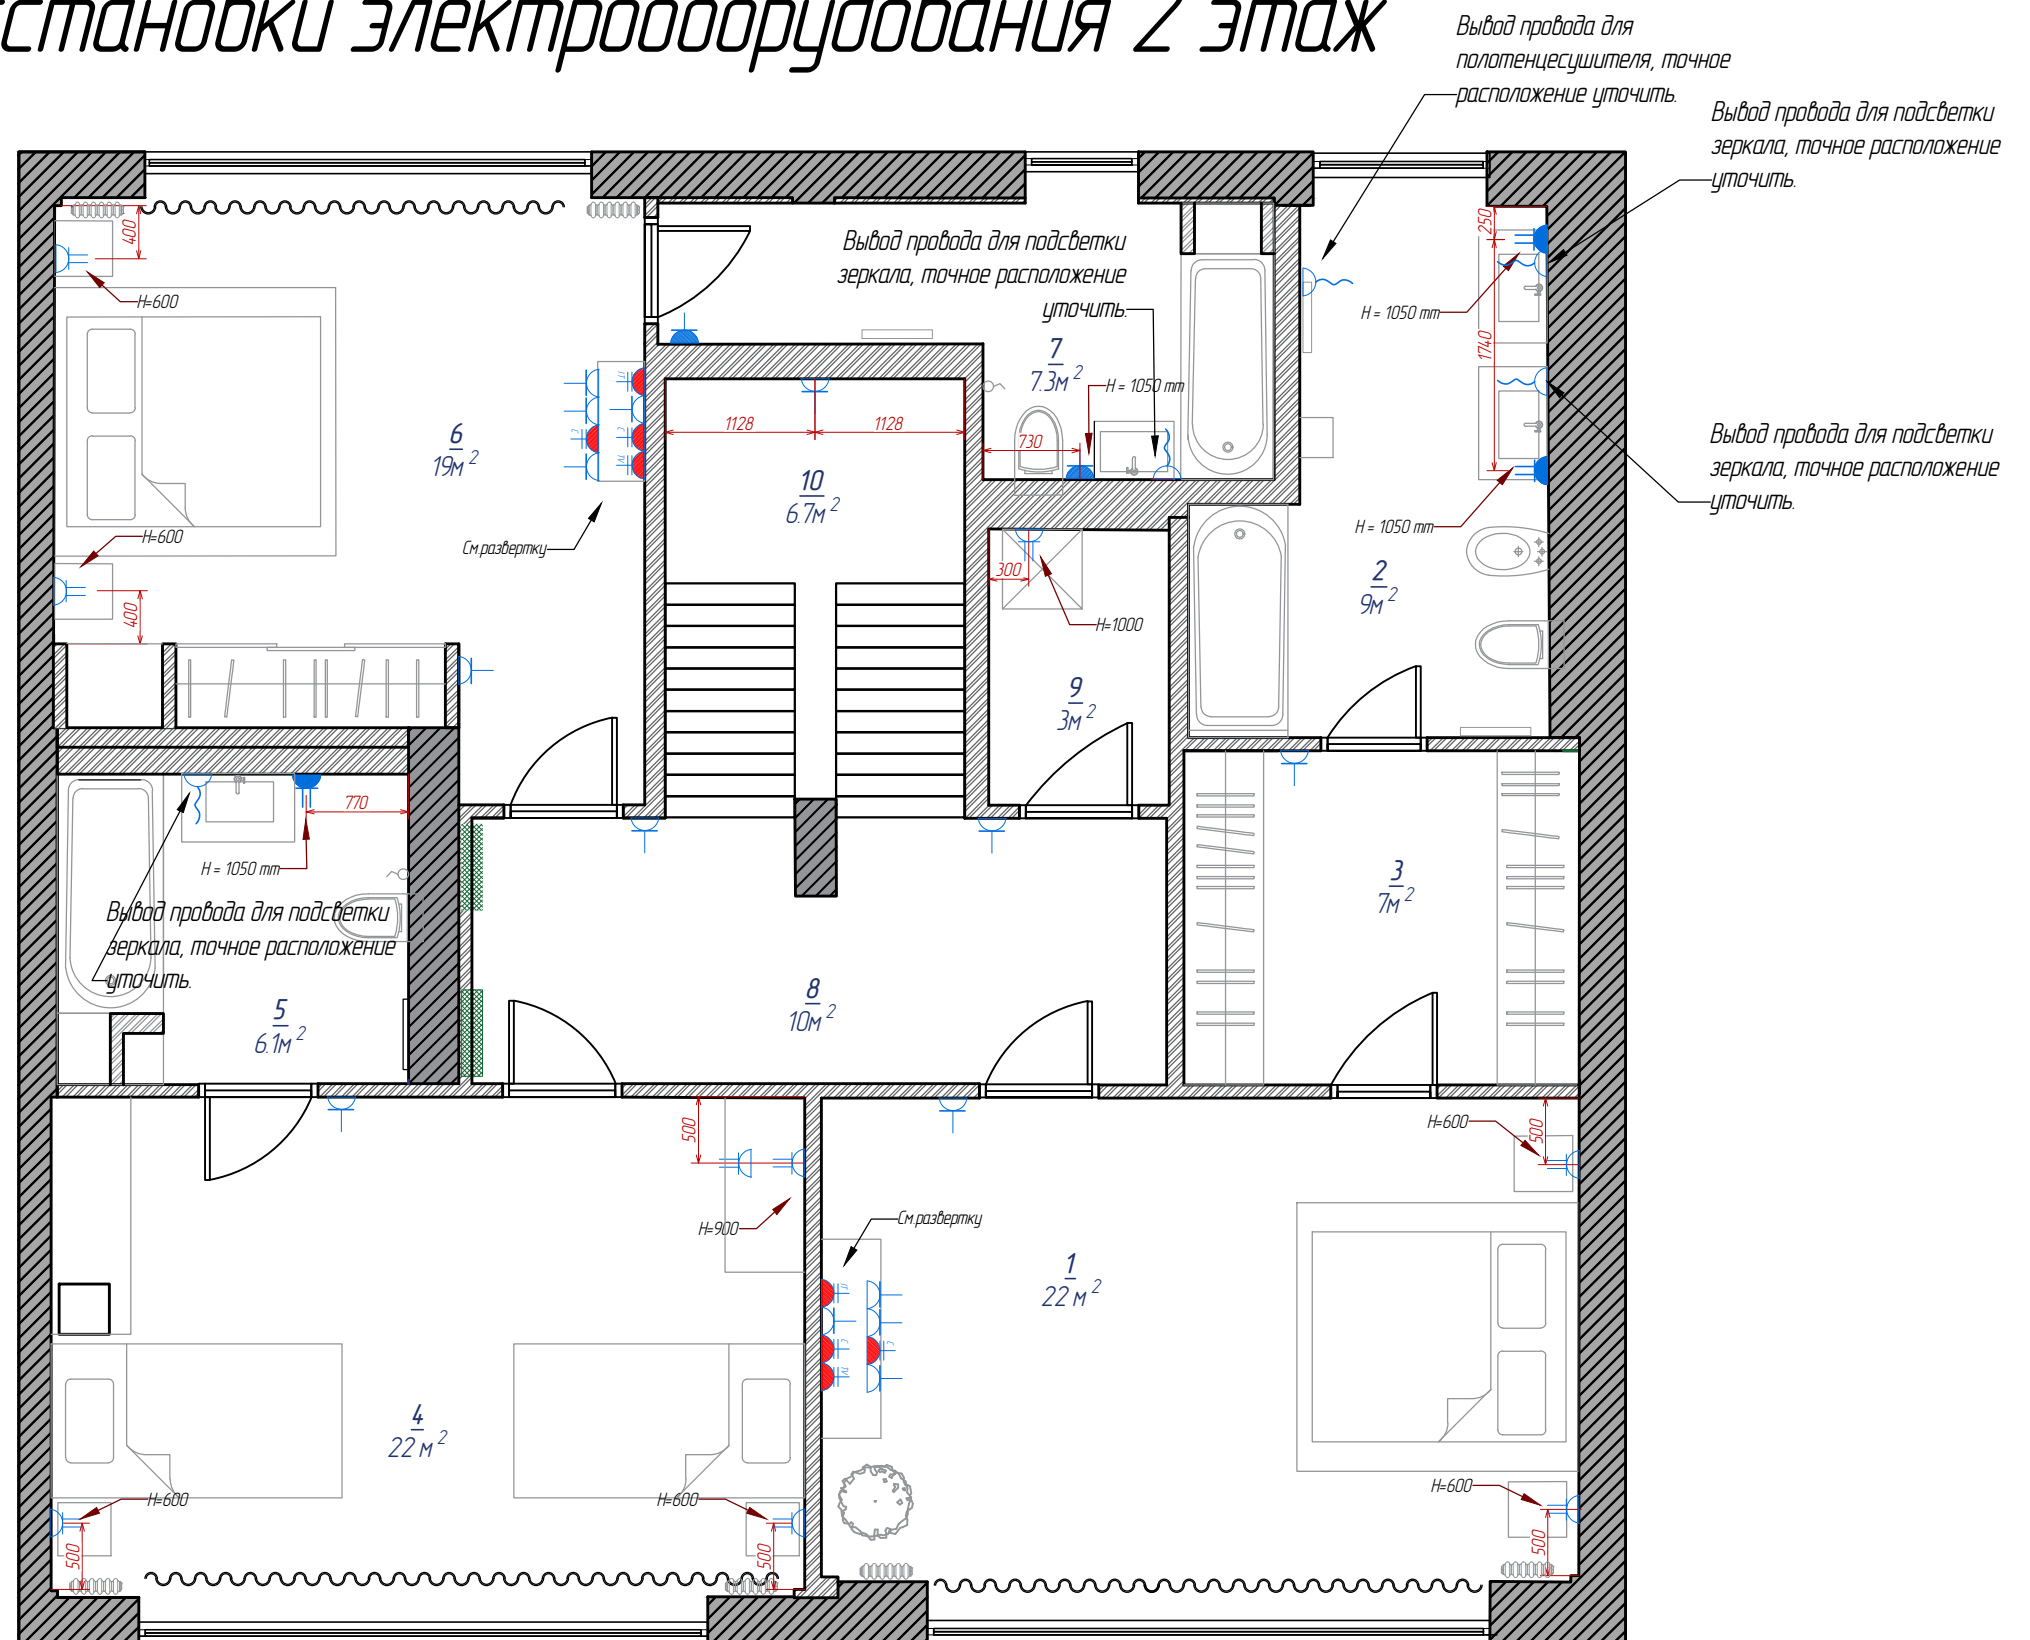 становки электрооборудования 2 этаж
Вывод провода для
полотенцесушителя, точное
расположение уточить.
Вывод провода для подсветки
зеркала, точное расположение
уточить.
Вывод провода для подсветки
зеркала, точное расположение
уточить.
250
400
H=600
H = 1050 mm
1740
7
7.3м 2
H = 1050 mm
1128
1128
730
6
19м 2
10
6.7м 2
Вывод провода для подсветки
зеркала, точное расположение
уточить.
H = 1050 mm
H=600
См.развертку
300
2
9м 2
400
H=1000
9
3м 2
770
H = 1050 mm
3
7м 2
Вывод провода для подсветки
зеркала, точное расположение
уточить.
5
6.1м 2
8
10м 2
500
H=600
500
H=900
См.развертку
1
22 м 2
4
22 м 2
H=600
H=600
H=600
500
500
500